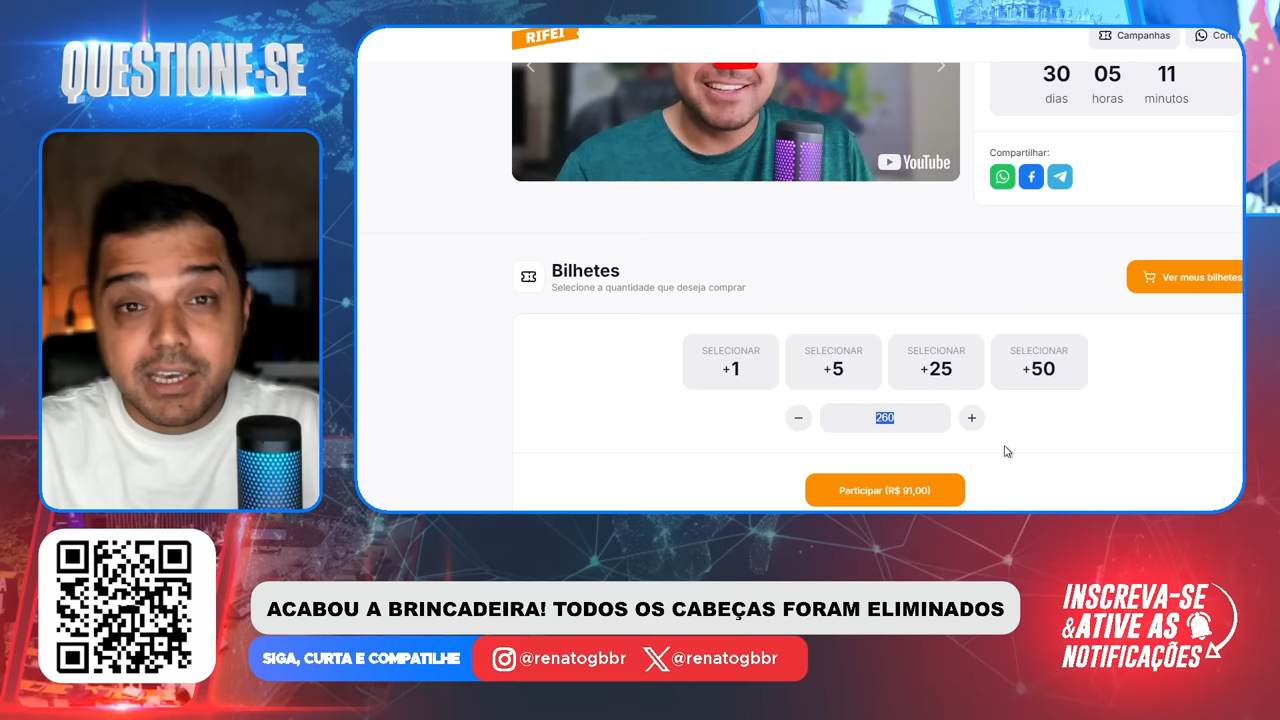 QUESTIONE-SE
RIFEI
Campanhas
30 05 11
dias horas minutos
YouTube
Compartilhar:
Bilhetes
Selecione a quantidade que deseja comprar
Ver meus bilhetes
SELECIONAR SELECIONAR SELECIONAR SELECIONAR
+1 +5 +25 +50
− 260 +
Participar (R$ 91,00)
ACABOU A BRINCADEIRA! TODOS OS CABEÇAS FORAM ELIMINADOS
SIGA, CURTA E COMPATILHE @renatogbbr @renatogbbr
INSCREVA-SE
&ATIVE AS
NOTIFICAÇÕES